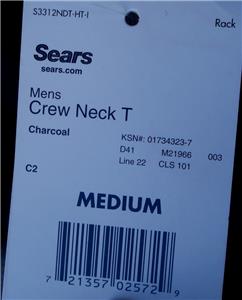 S3312NDT-HT-I
Rack
Sears
sears.com
Mens
Crew Neck T
Charcoal
KSN#: 01734323-7
D41 M21966 003
Line 22 CLS 101
C2
MEDIUM
7 21357 02572 9